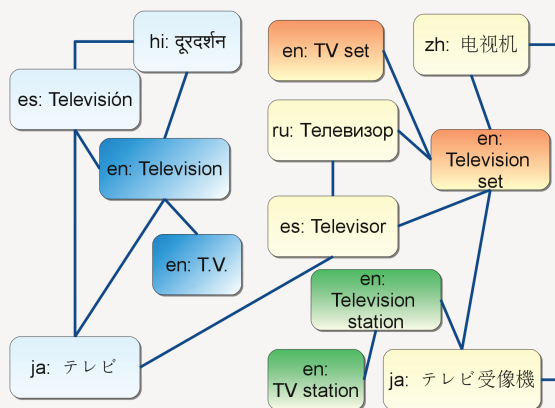 hi: दूरदर्शन
en: TV set
zh: 电视机
es: Televisión
ru: Телевизор
en: Television
en:
Television
set
es: Televisor
en: T.V.
en:
Television
station
ja: テレビ
en:
TV station
ja: テレビ受像機